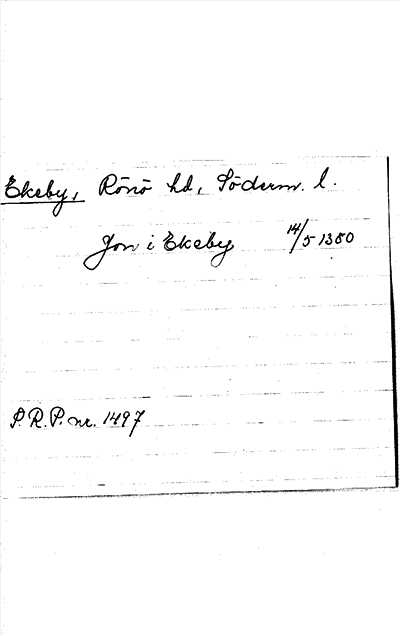 Ekeby, Rönö hd, Söderm. l.
Jon i Ekeby 14/5 1380
S.R.P. nr. 1497